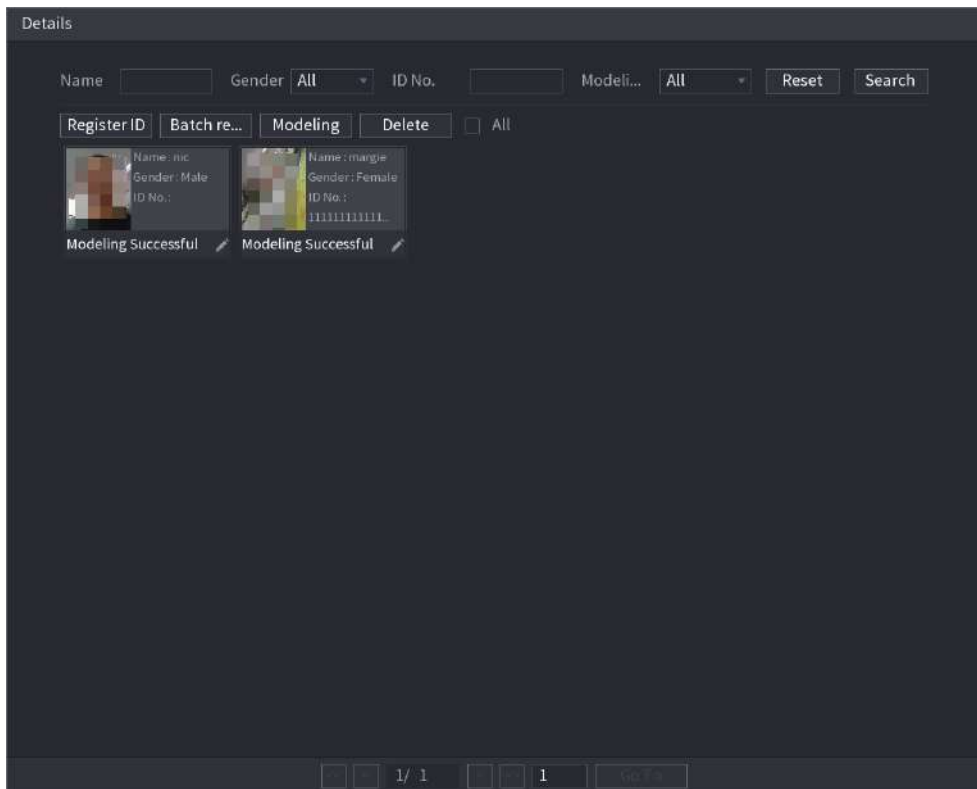 Details
Name Gender All ID No. Modeli... All Reset Search
Register ID Batch re... Modeling Delete All
Name: nic
Gender: Male
ID No.:
Modeling Successful
Name: margie
Gender: Female
ID No.:
111111111111..
Modeling Successful
1/ 1 1 Go To